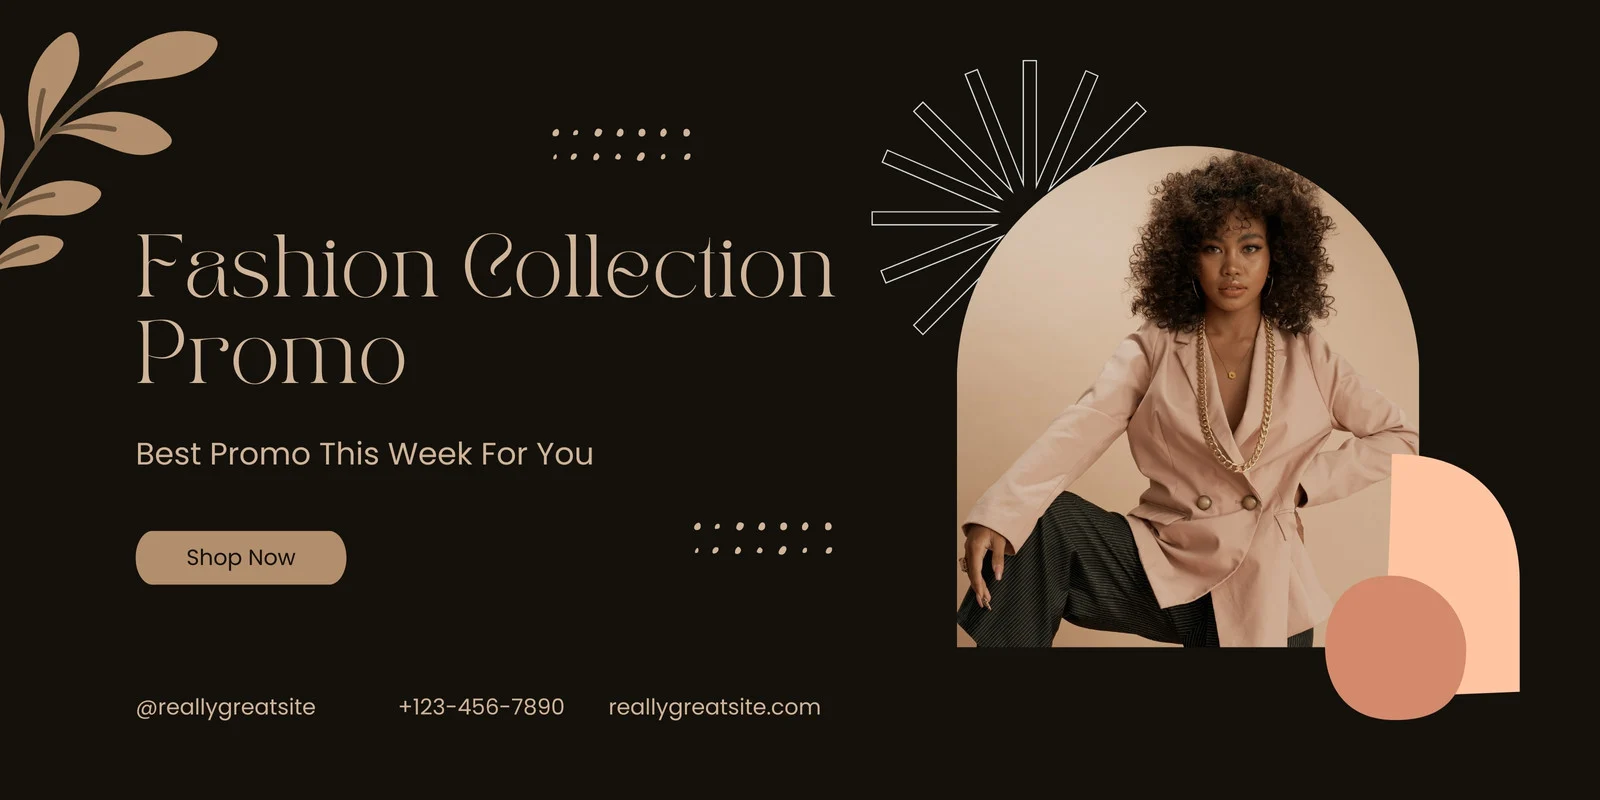 Fashion Collection
Promo
Best Promo This Week For You
Shop Now
@reallygreatsite
+123-456-7890
reallygreatsite.com